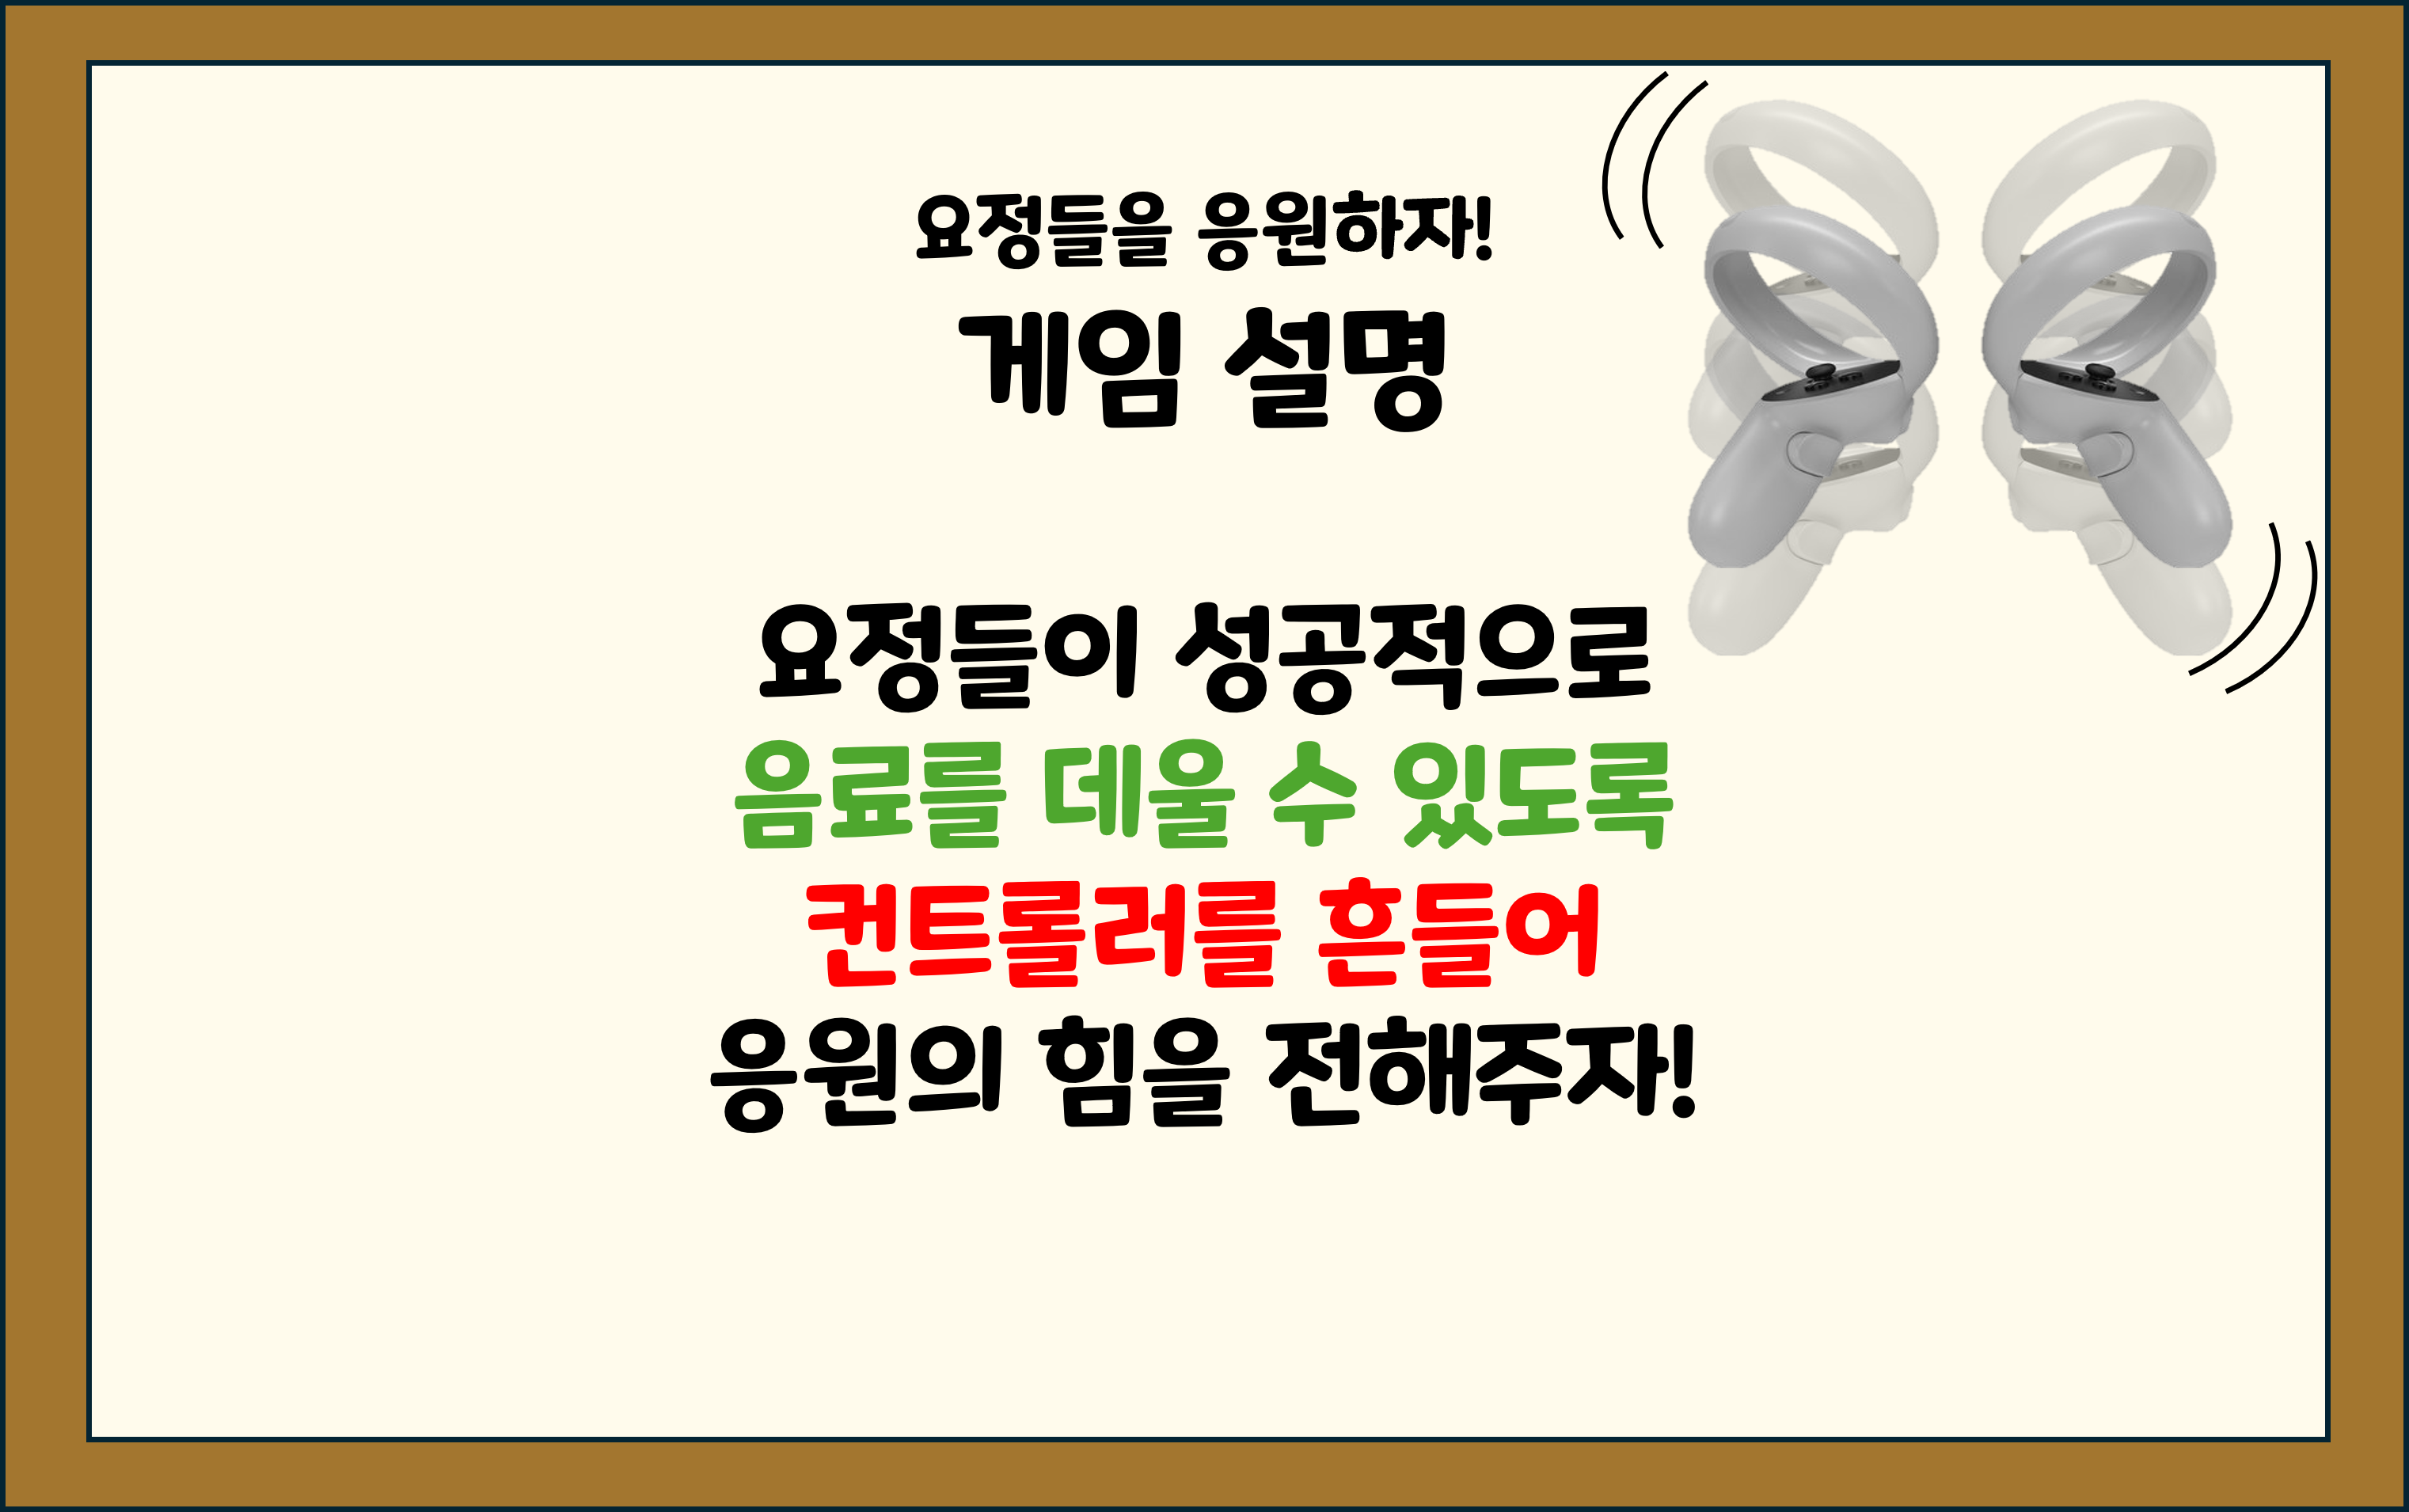 요정들을 응원하자!
게임 설명
요정들이 성공적으로
음료를 데울 수 있도록
컨트롤러를 흔들어
응원의 힘을 전해주자!